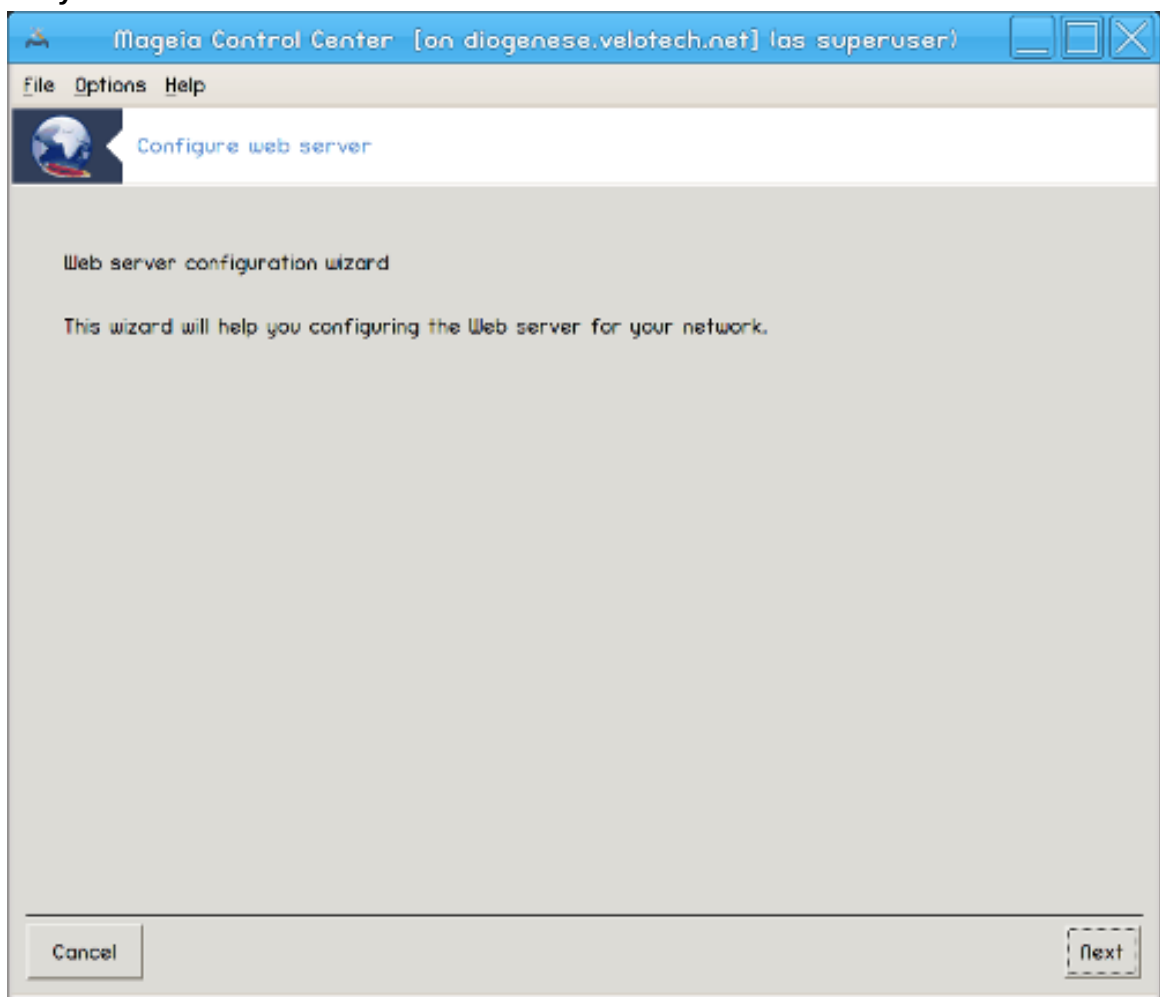 Mageia Control Center [on diogenese.velotech.net] (as superuser)
File Options Help
Configure web server
Web server configuration wizard
This wizard will help you configuring the Web server for your network.
Cancel
Next